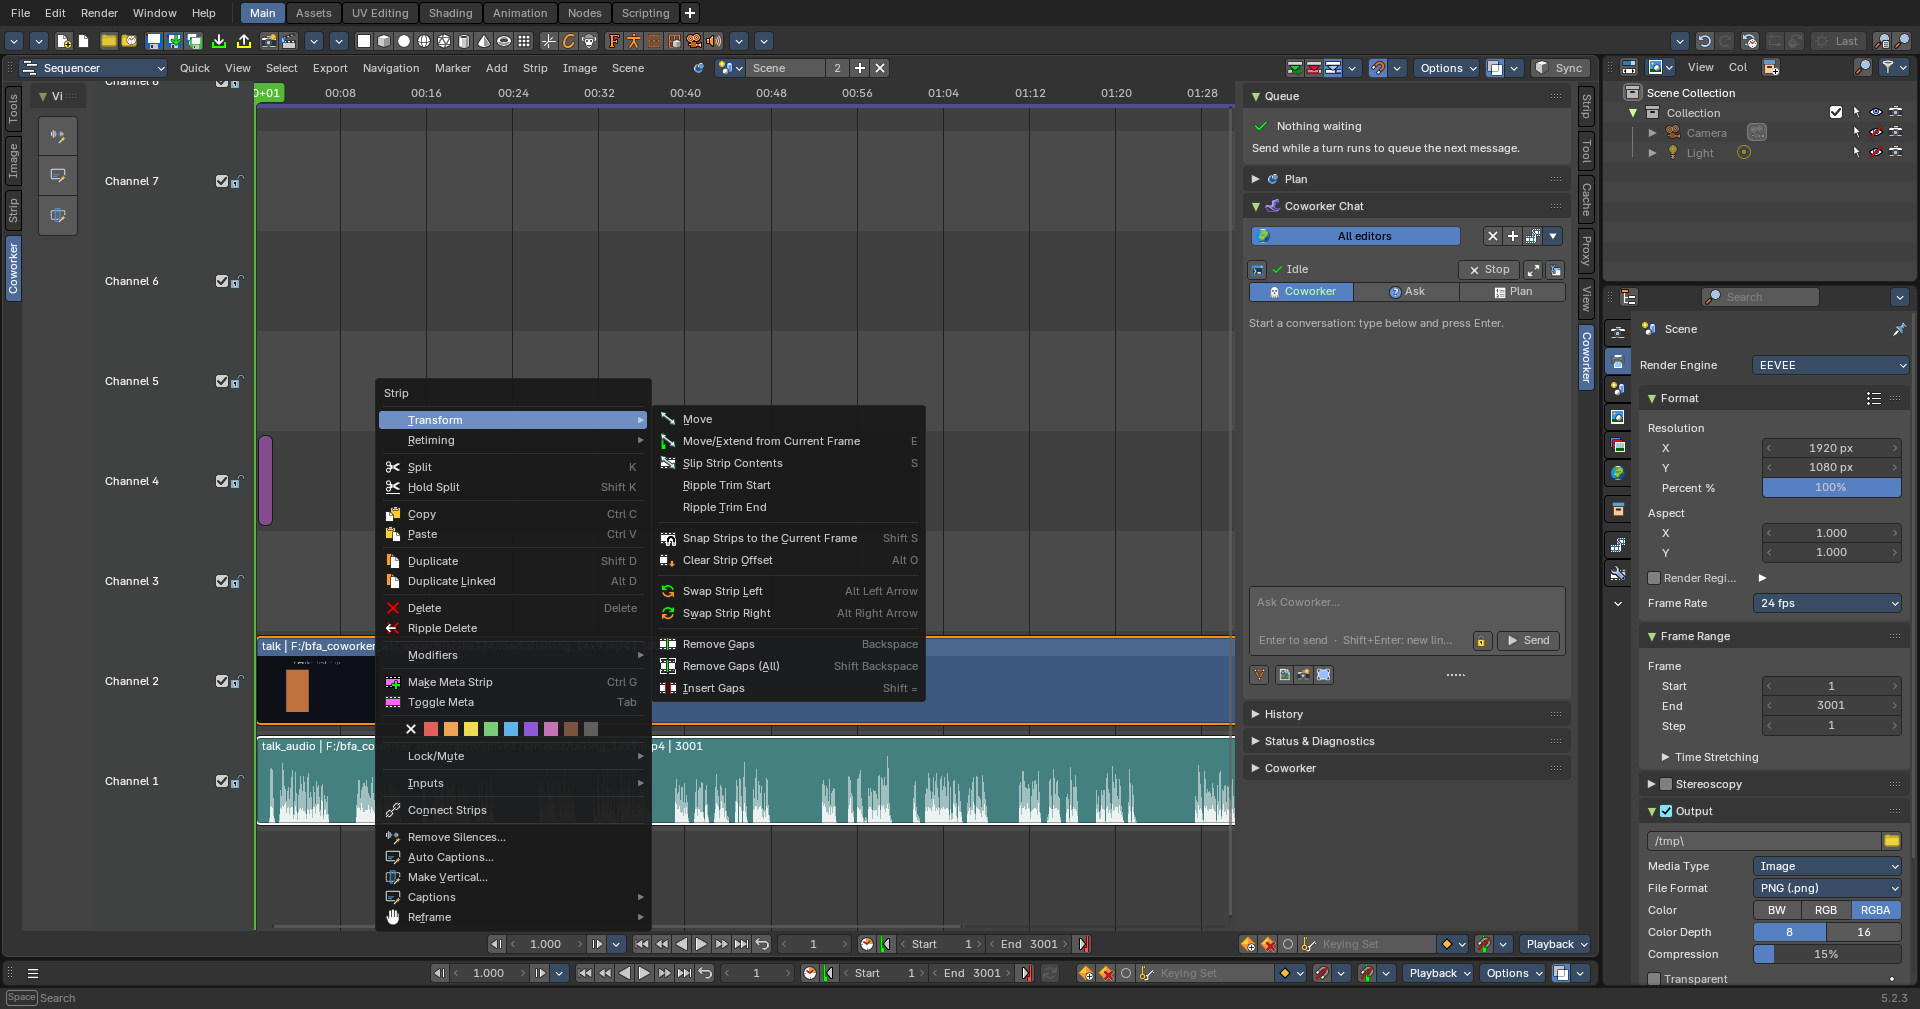 File Edit Render Window Help Main Assets UV Editing Shading Animation Nodes Scripting
Last
Sequencer Quick View Select Export Navigation Marker Add Strip Image Scene Scene 2 Options Sync
View Col
Tools
Image
Strip
Coworker
Vi
0+01 00:08 00:16 00:24 00:32 00:40 00:48 00:56 01:04 01:12 01:20 01:28
Channel 7
Channel 6
Channel 5
Channel 4
Channel 3
Channel 2
Channel 1
talk | F:/bfa_coworker
talk_audio | F:/bfa_co
p4 | 3001
Strip
Transform
Retiming
Split K
Hold Split Shift K
Copy Ctrl C
Paste Ctrl V
Duplicate Shift D
Duplicate Linked Alt D
Delete Delete
Ripple Delete
Modifiers
Make Meta Strip Ctrl G
Toggle Meta Tab
Lock/Mute
Inputs
Connect Strips
Remove Silences...
Auto Captions...
Make Vertical...
Captions
Reframe
Move
Move/Extend from Current Frame E
Slip Strip Contents S
Ripple Trim Start
Ripple Trim End
Snap Strips to the Current Frame Shift S
Clear Strip Offset Alt O
Swap Strip Left Alt Left Arrow
Swap Strip Right Alt Right Arrow
Remove Gaps Backspace
Remove Gaps (All) Shift Backspace
Insert Gaps Shift =
Queue
Nothing waiting
Send while a turn runs to queue the next message.
Plan
Coworker Chat
All editors
Idle Stop
Coworker Ask Plan
Start a conversation: type below and press Enter.
Ask Coworker...
Enter to send · Shift+Enter: new lin... Send
History
Status & Diagnostics
Coworker
Strip
Tool
Cache
Proxy
View
Coworker
Scene Collection
Collection
Camera
Light
Search
Scene
Render Engine EEVEE
Format
Resolution
X 1920 px
Y 1080 px
Percent % 100%
Aspect
X 1.000
Y 1.000
Render Regi...
Frame Rate 24 fps
Frame Range
Frame
Start 1
End 3001
Step 1
Time Stretching
Stereoscopy
Output
/tmp\
Media Type Image
File Format PNG (.png)
Color BW RGB RGBA
Color Depth 8 16
Compression 15%
Transparent
1.000 1 Start 1 End 3001 Keying Set Playback
1.000 1 Start 1 End 3001 Keying Set Playback Options
Space Search 5.2.3